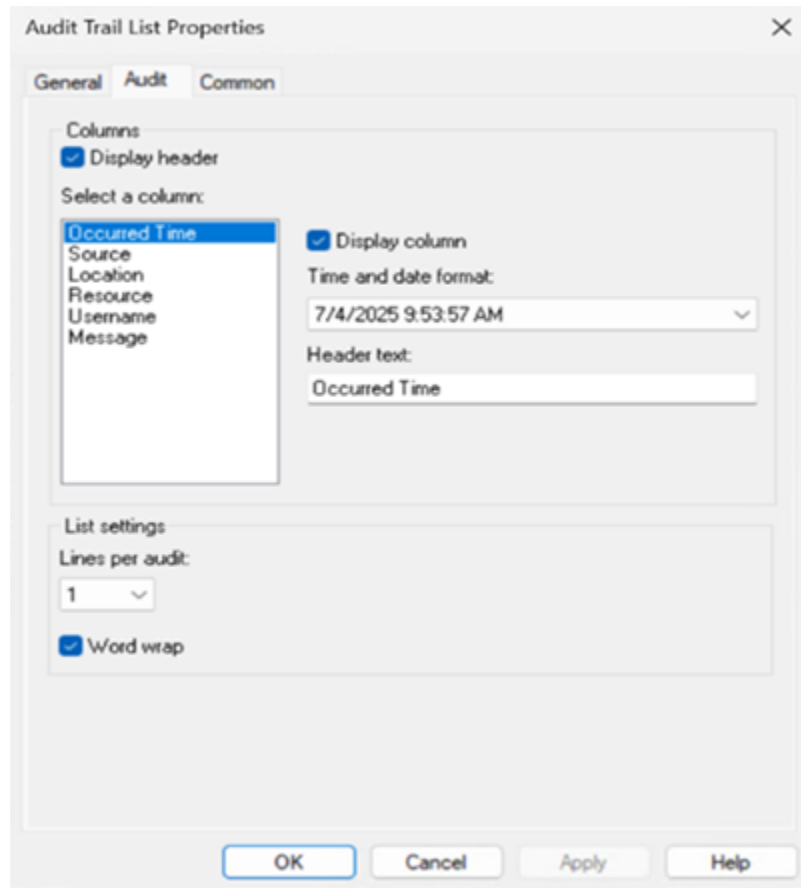 Audit Trail List Properties
General Audit Common
Columns
Display header
Select a column:
Occurred Time
Source
Location
Resource
Username
Message
Display column
Time and date format:
7/4/2025 9:53:57 AM
Header text:
Occurred Time
List settings
Lines per audit:
1
Word wrap
OK Cancel Apply Help